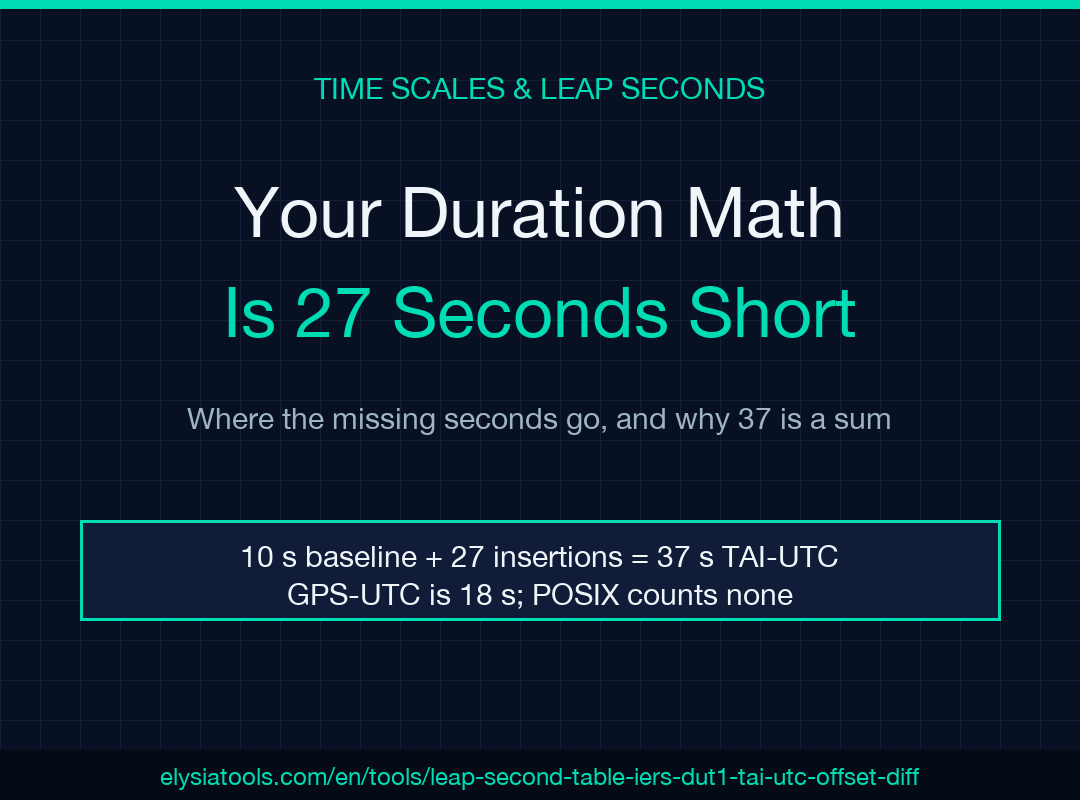 TIME SCALES & LEAP SECONDS
Your Duration Math
Is 27 Seconds Short
Where the missing seconds go, and why 37 is a sum
10 s baseline + 27 insertions = 37 s TAI-UTC
GPS-UTC is 18 s; POSIX counts none
elysiatools.com/en/tools/leap-second-table-iers-dut1-tai-utc-offset-diff